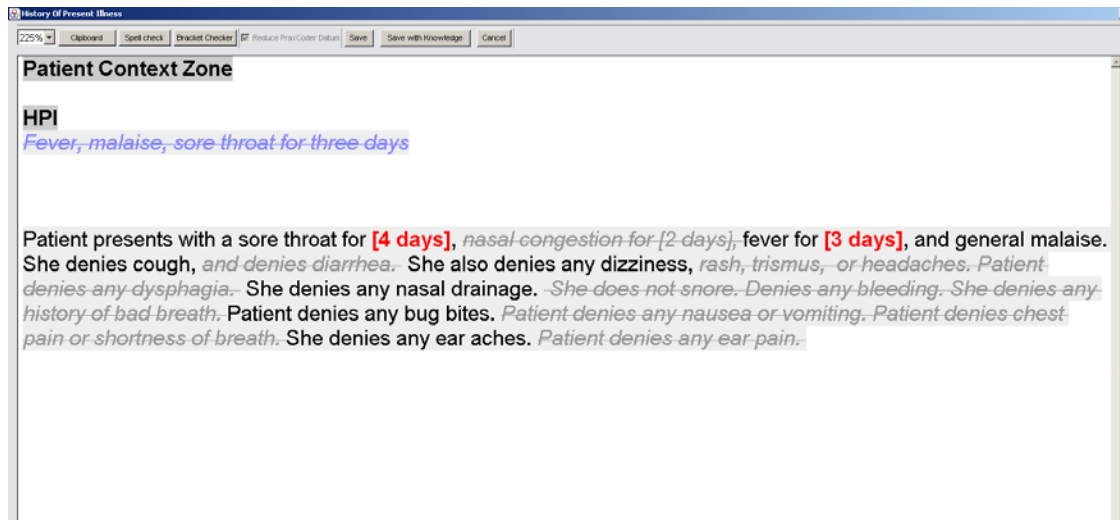 History Of Present Illness
225% Clipboard Spell check Bracket Checker Reduce PraxCoder Datum Save Save with Knowledge Cancel
Patient Context Zone
HPI
Fever, malaise, sore throat for three days
Patient presents with a sore throat for [4 days], nasal congestion for [2 days], fever for [3 days], and general malaise.
She denies cough, and denies diarrhea. She also denies any dizziness, rash, trismus, or headaches. Patient
denies any dysphagia. She denies any nasal drainage. She does not snore. Denies any bleeding. She denies any
history of bad breath. Patient denies any bug bites. Patient denies any nausea or vomiting. Patient denies chest
pain or shortness of breath. She denies any ear aches. Patient denies any ear pain.